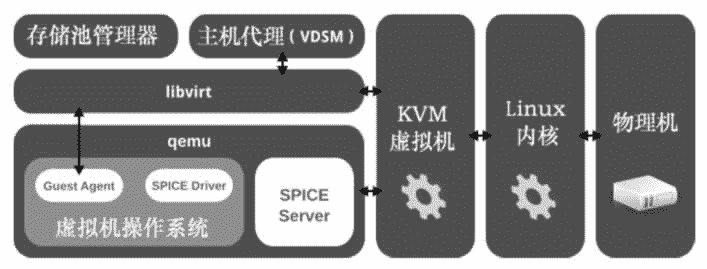 存储池管理器
主机代理(VDSM)
libvirt
qemu
Guest Agent
SPICE Driver
虚拟机操作系统
SPICE
Server
KVM
虚拟机
Linux
内核
物理机